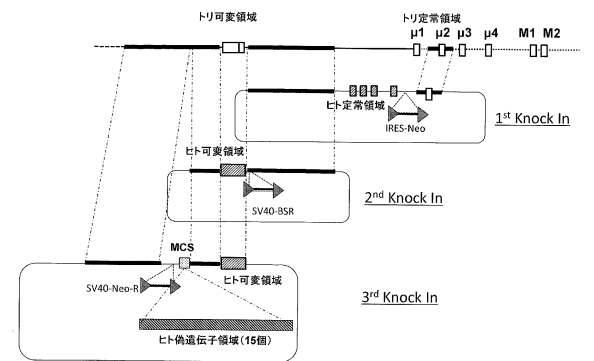 トリ可変領域
トリ定常領域
μ1 μ2 μ3 μ4 M1 M2
ヒト定常領域
IRES-Neo
1st Knock In
ヒト可変領域
SV40-BSR
2nd Knock In
MCS
ヒト可変領域
SV40-Neo-R
3rd Knock In
ヒト偽遺伝子領域(15個)